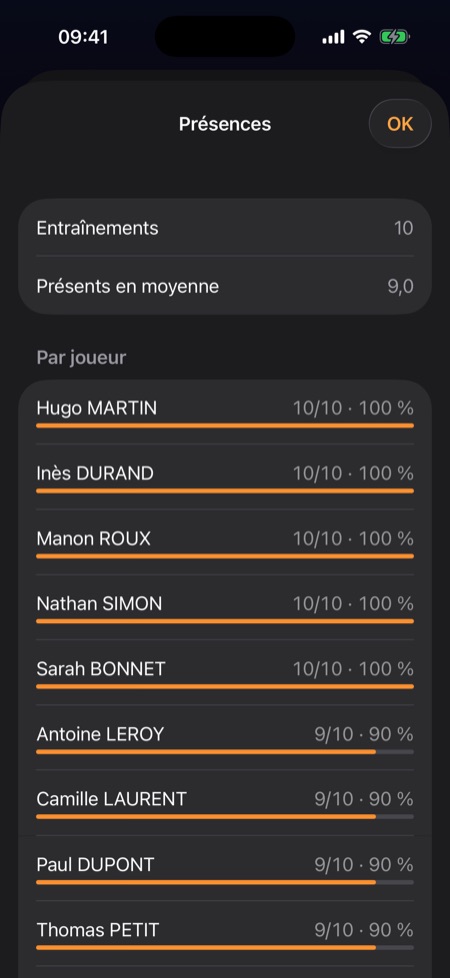 09:41
Présences
OK
Entraînements 10
Présents en moyenne 9,0
Par joueur
Hugo MARTIN 10/10 · 100 %
Inès DURAND 10/10 · 100 %
Manon ROUX 10/10 · 100 %
Nathan SIMON 10/10 · 100 %
Sarah BONNET 10/10 · 100 %
Antoine LEROY 9/10 · 90 %
Camille LAURENT 9/10 · 90 %
Paul DUPONT 9/10 · 90 %
Thomas PETIT 9/10 · 90 %